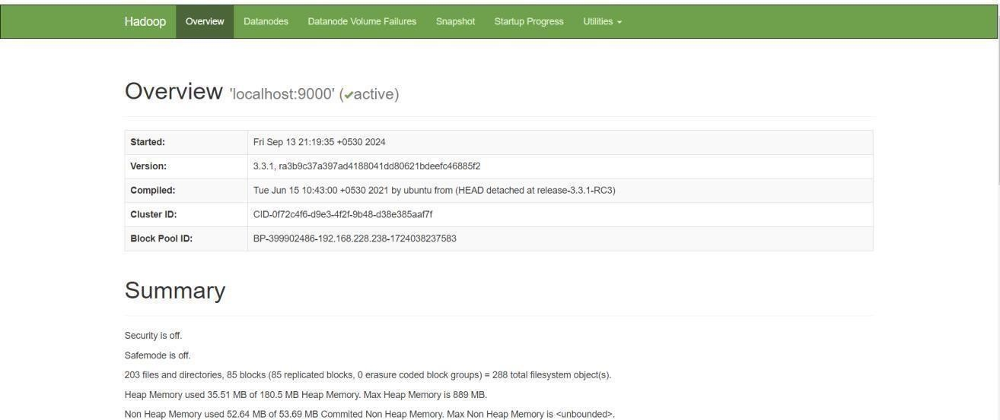 Hadoop Overview Datanodes Datanode Volume Failures Snapshot Startup Progress Utilities
Overview 'localhost:9000' (✔active)
Started: Fri Sep 13 21:19:35 +0530 2024
Version: 3.3.1, ra3b9c37a397ad4188041dd80621bdeefc46885f2
Compiled: Tue Jun 15 10:43:00 +0530 2021 by ubuntu from (HEAD detached at release-3.3.1-RC3)
Cluster ID: CID-0f72c4f6-d9e3-4f2f-9b48-d38e385aaf7f
Block Pool ID: BP-399902486-192.168.228.238-1724038237583
Summary
Security is off.
Safemode is off.
203 files and directories, 85 blocks (85 replicated blocks, 0 erasure coded block groups) = 288 total filesystem object(s).
Heap Memory used 35.51 MB of 180.5 MB Heap Memory. Max Heap Memory is 889 MB.
Non Heap Memory used 52.64 MB of 53.69 MB Commited Non Heap Memory. Max Non Heap Memory is <unbounded>.